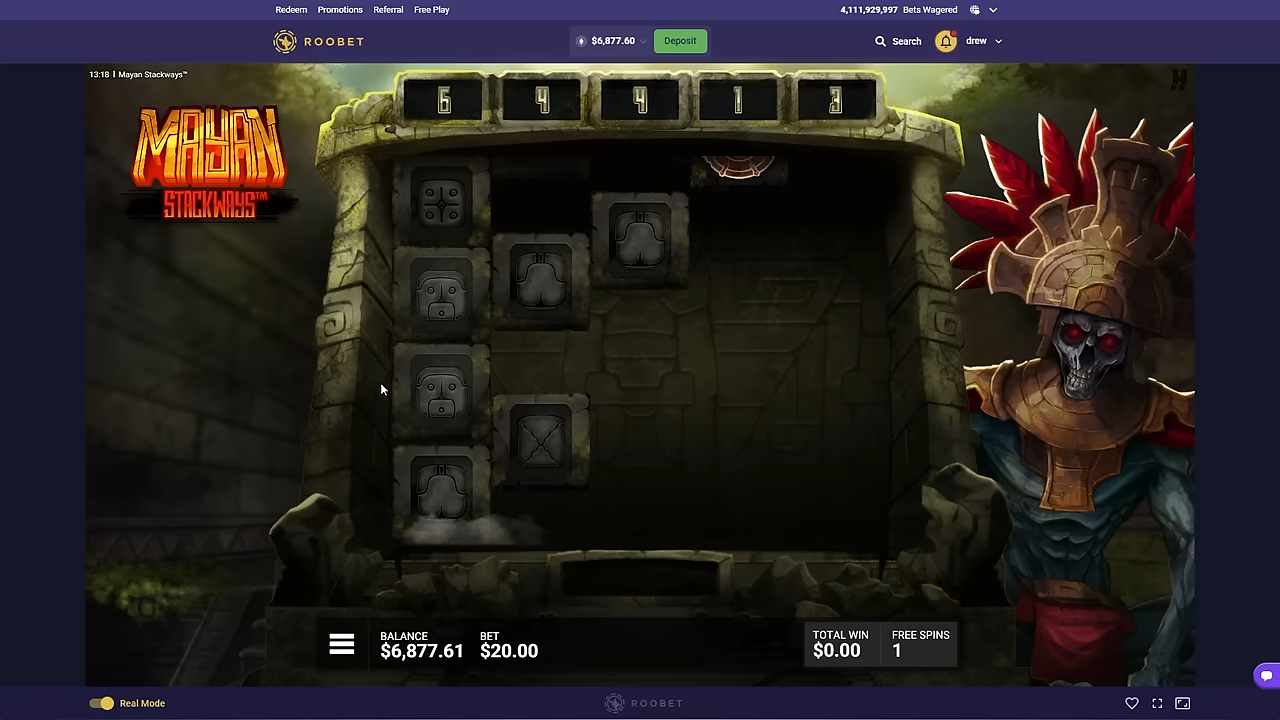 Redeem Promotions Referral Free Play 4,111,929,997 Bets Wagered
ROOBET $6,877.60 Deposit Search drew
13:18 | Mayan Stackways™
6 4 4 1 3
MAYAN
STACKWAYS™
BALANCE BET TOTAL WIN FREE SPINS
$6,877.61 $20.00 $0.00 1
Real Mode ROOBET